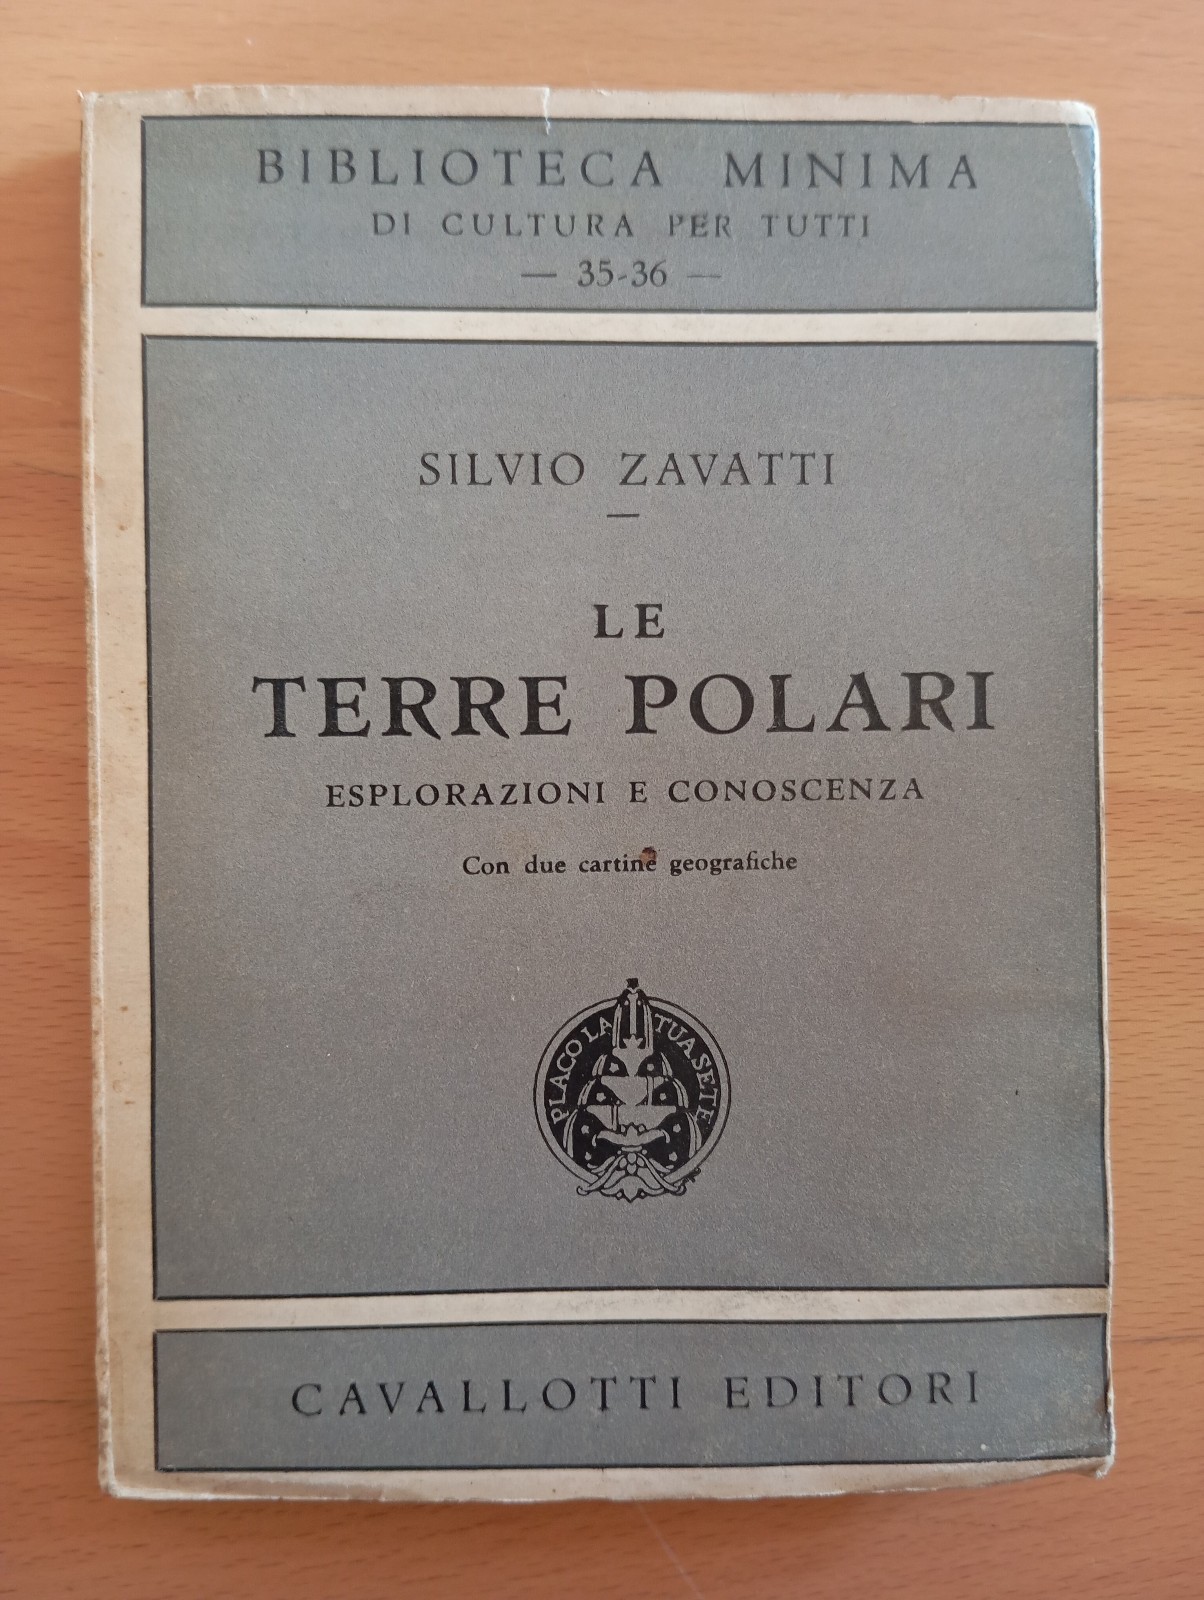 BIBLIOTECA MINIMA
DI CULTURA PER TUTTI
— 35-36 —
SILVIO ZAVATTI
LE
TERRE POLARI
ESPLORAZIONI E CONOSCENZA
Con due cartine geografiche
PLACO LA TUA SETE
CAVALLOTTI EDITORI